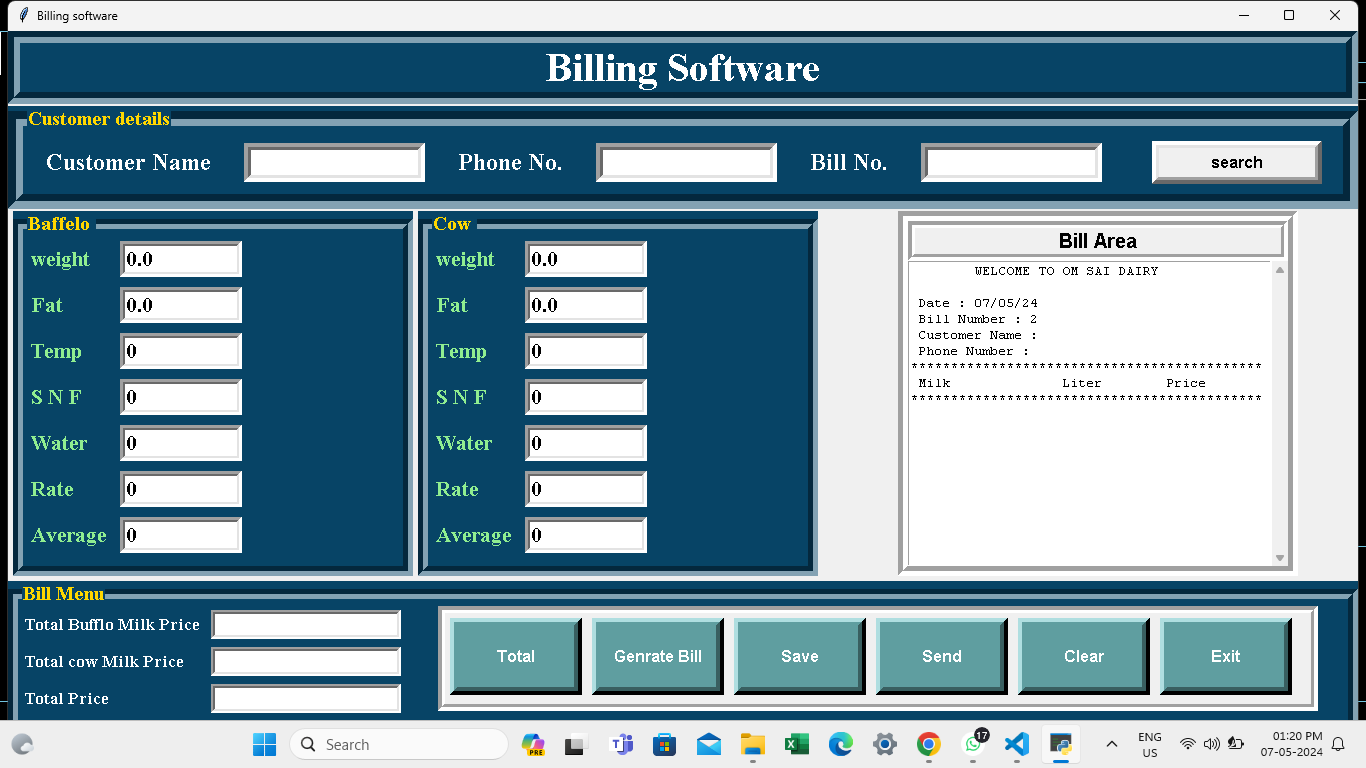 Billing software
Billing Software
Customer details
Customer Name Phone No. Bill No. search
Baffelo
weight 0.0
Fat 0.0
Temp 0
S N F 0
Water 0
Rate 0
Average 0
Cow
weight 0.0
Fat 0.0
Temp 0
S N F 0
Water 0
Rate 0
Average 0
Bill Area
WELCOME TO OM SAI DAIRY
Date : 07/05/24
Bill Number : 2
Customer Name :
Phone Number :
********************************************
Milk Liter Price
********************************************
Bill Menu
Total Bufflo Milk Price
Total cow Milk Price
Total Price
Total Genrate Bill Save Send Clear Exit
Search
PRE
17
ENG
US
01:20 PM
07-05-2024